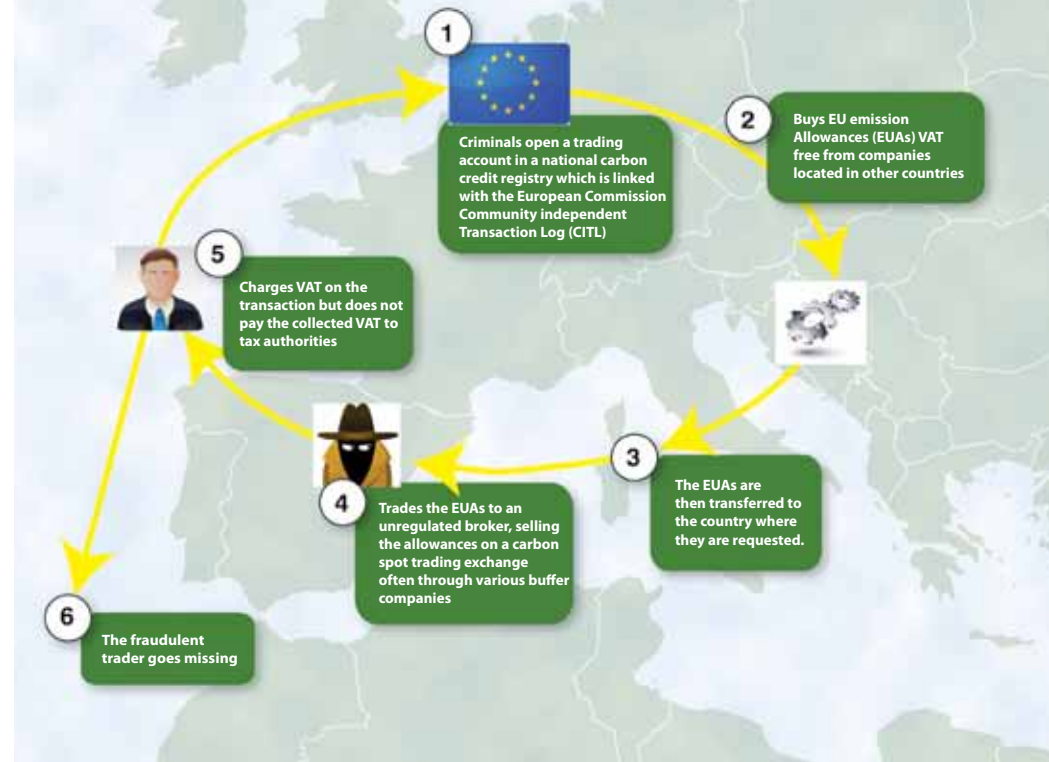 1
Criminals open a trading
account in a national carbon
credit registry which is linked
with the European Commission
Community independent
Transaction Log (CITL)
2
Buys EU emission
Allowances (EUAs) VAT
free from companies
located in other countries
3
The EUAs are
then transferred to
the country where
they are requested.
4
Trades the EUAs to an
unregulated broker, selling
the allowances on a carbon
spot trading exchange
often through various buffer
companies
5
Charges VAT on the
transaction but does not
pay the collected VAT to
tax authorities
6
The fraudulent
trader goes missing